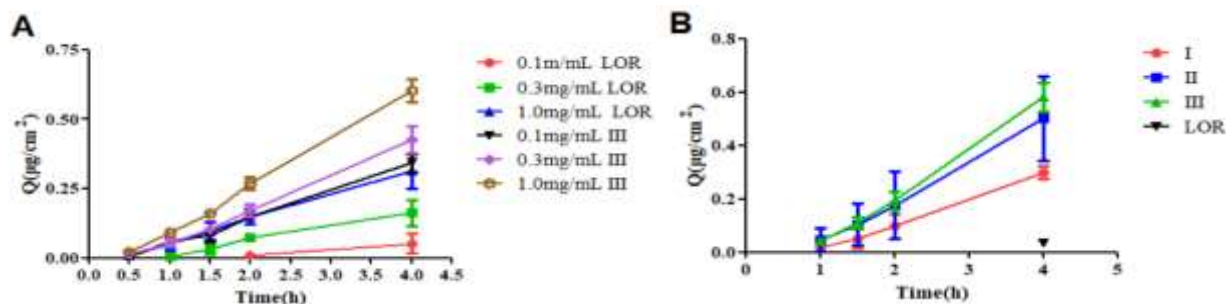 A
Q(μg/cm²)
0.75
0.50
0.25
0.00
0.0 0.5 1.0 1.5 2.0 2.5 3.0 3.5 4.0 4.5
Time(h)
0.1m/mL LOR
0.3mg/mL LOR
1.0mg/mL LOR
0.1mg/mL III
0.3mg/mL III
1.0mg/mL III
B
Q(μg/cm²)
0.8
0.6
0.4
0.2
0.0
0 1 2 3 4 5
Time(h)
I
II
III
LOR